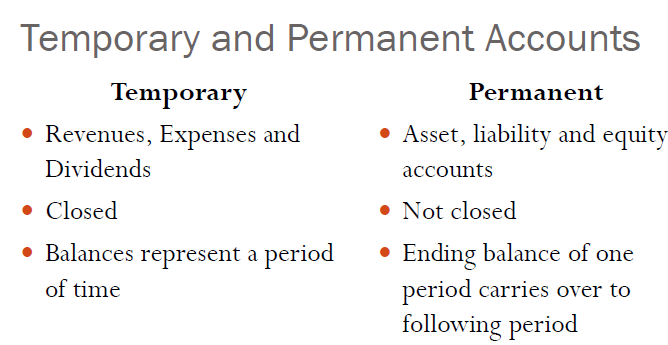 Temporary and Permanent Accounts
Temporary
• Revenues, Expenses and
Dividends
• Closed
• Balances represent a period
of time
Permanent
• Asset, liability and equity
accounts
• Not closed
• Ending balance of one
period carries over to
following period